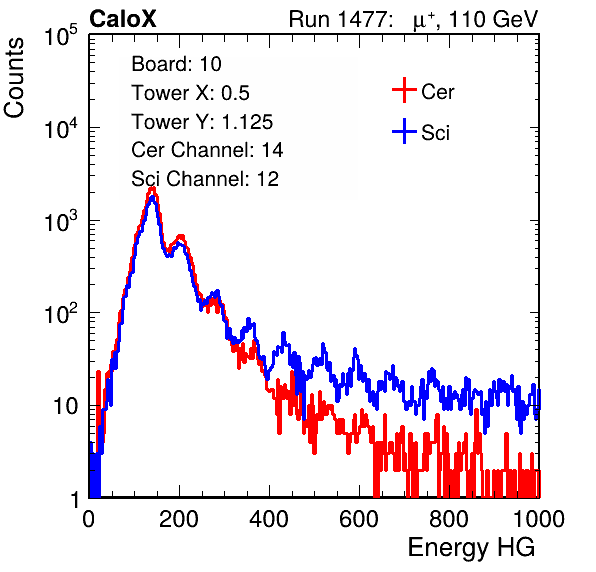 CaloX Run 1477: μ⁺, 110 GeV
Counts
10⁵
10⁴
10³
10²
10
1
Board: 10
Tower X: 0.5
Tower Y: 1.125
Cer Channel: 14
Sci Channel: 12
Cer
Sci
0 200 400 600 800 1000
Energy HG